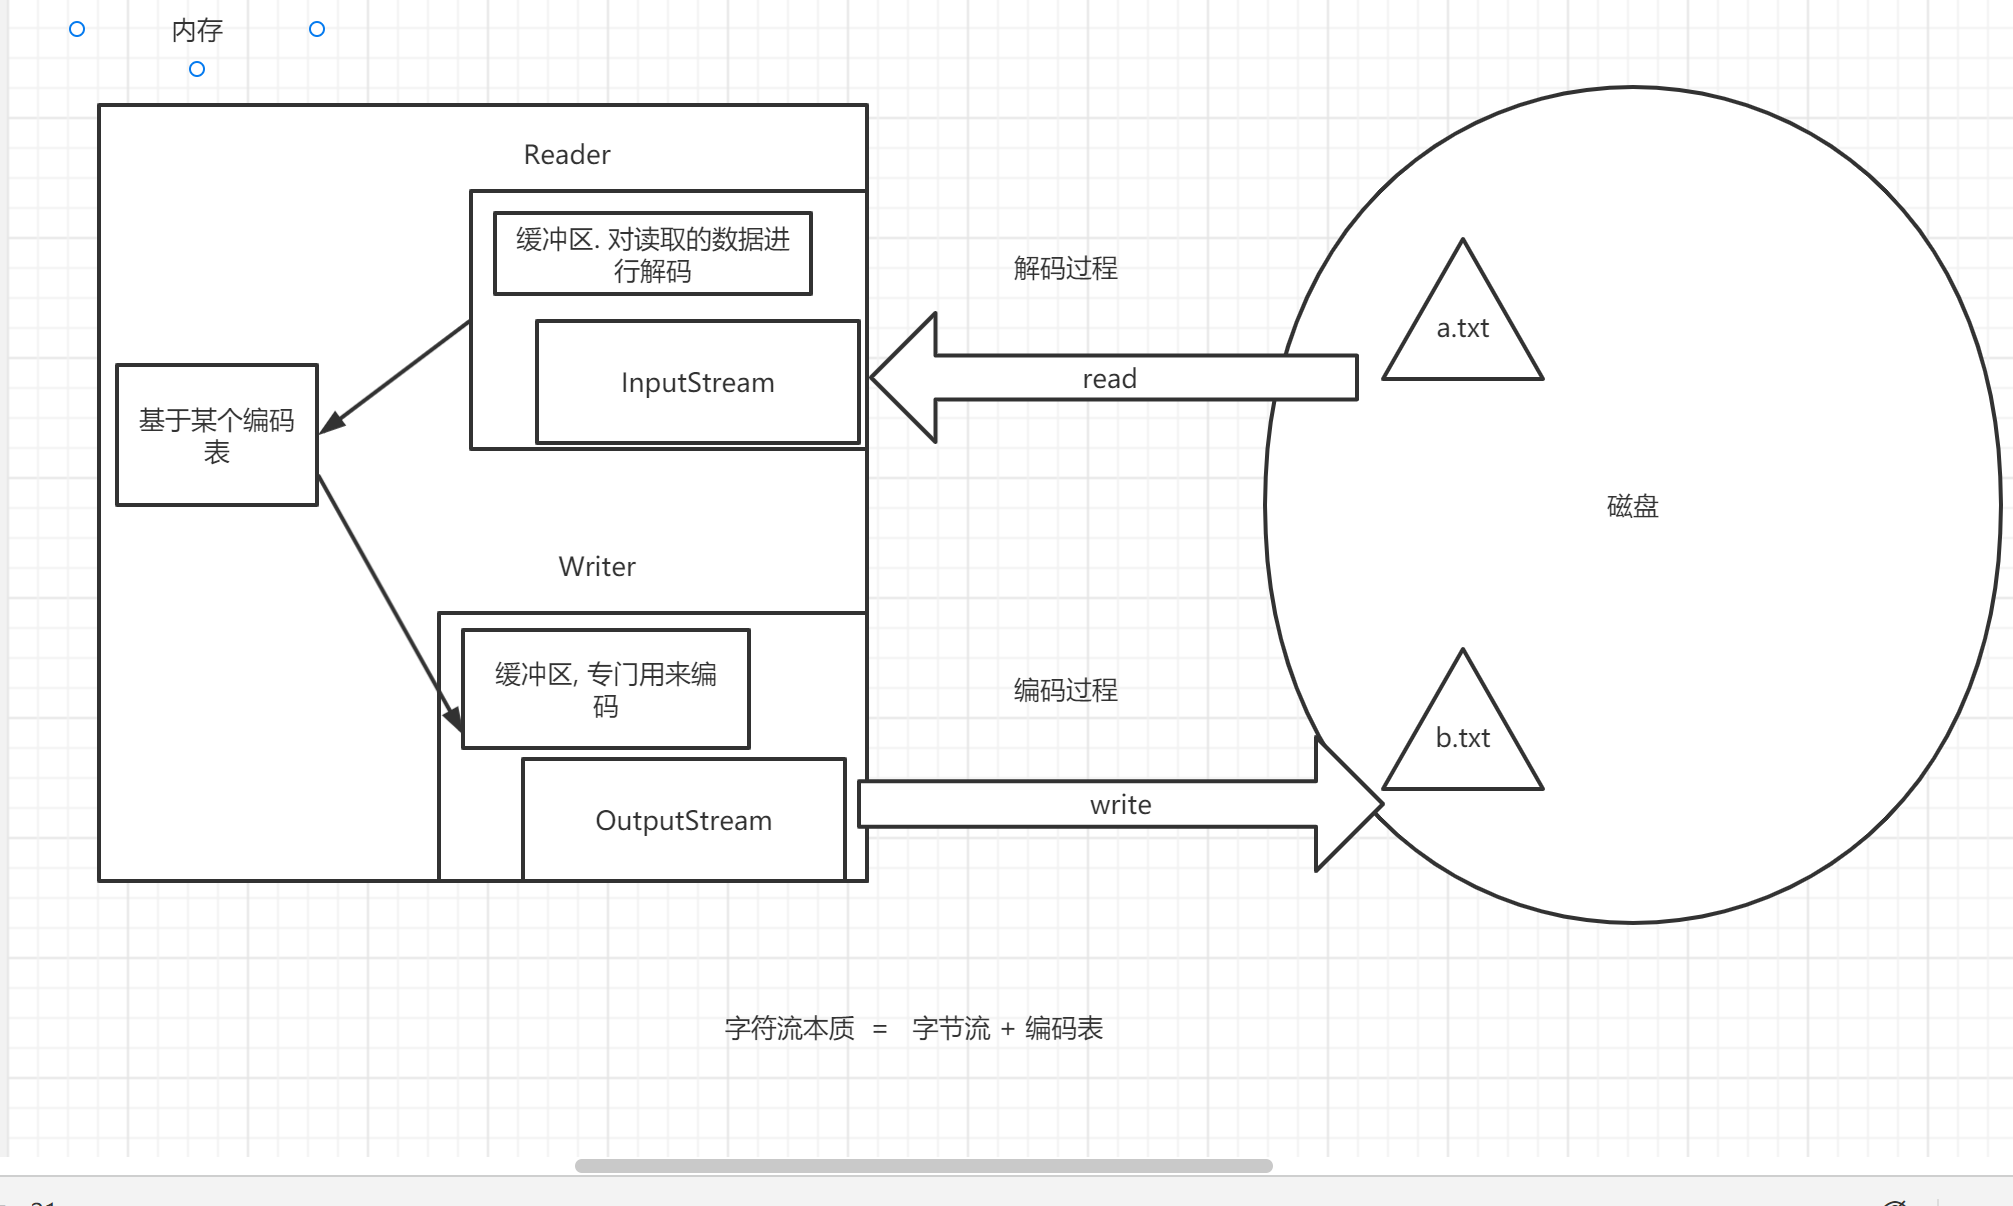 内存
Reader
缓冲区. 对读取的数据进
行解码
解码过程
a.txt
InputStream
read
基于某个编码
表
磁盘
Writer
缓冲区, 专门用来编
码
编码过程
b.txt
OutputStream
write
字符流本质 = 字节流 + 编码表